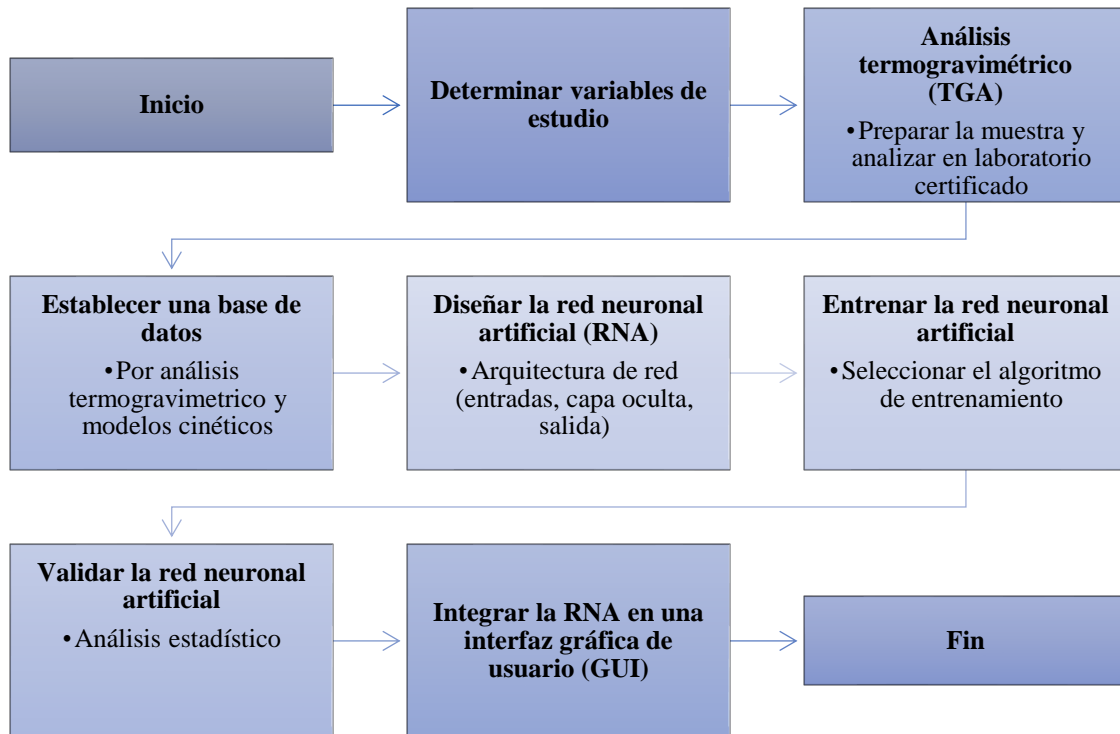 Inicio
Determinar variables de
estudio
Análisis
termogravimétrico
(TGA)
•Preparar la muestra y
analizar en laboratorio
certificado
Establecer una base de
datos
•Por análisis
termogravimetrico y
modelos cinéticos
Diseñar la red neuronal
artificial (RNA)
•Arquitectura de red
(entradas, capa oculta,
salida)
Entrenar la red neuronal
artificial
•Seleccionar el algoritmo
de entrenamiento
Validar la red neuronal
artificial
•Análisis estadístico
Integrar la RNA en una
interfaz gráfica de
usuario (GUI)
Fin